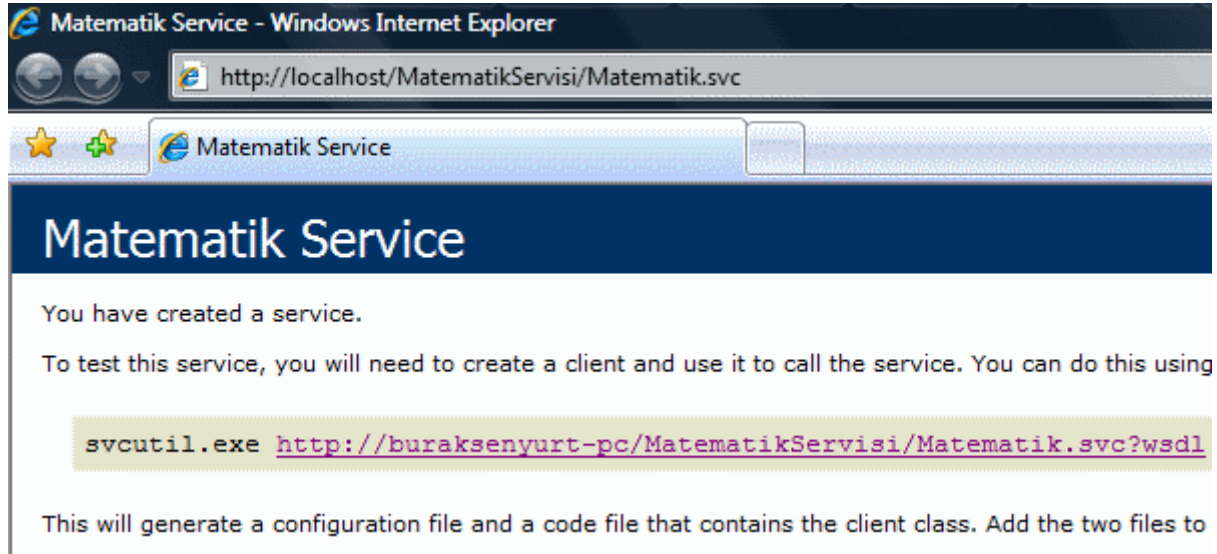 Matematik Service - Windows Internet Explorer
http://localhost/MatematikServisi/Matematik.svc
Matematik Service
Matematik Service
You have created a service.
To test this service, you will need to create a client and use it to call the service. You can do this using
svcutil.exe http://buraksenyurt-pc/MatematikServisi/Matematik.svc?wsdl
This will generate a configuration file and a code file that contains the client class. Add the two files to